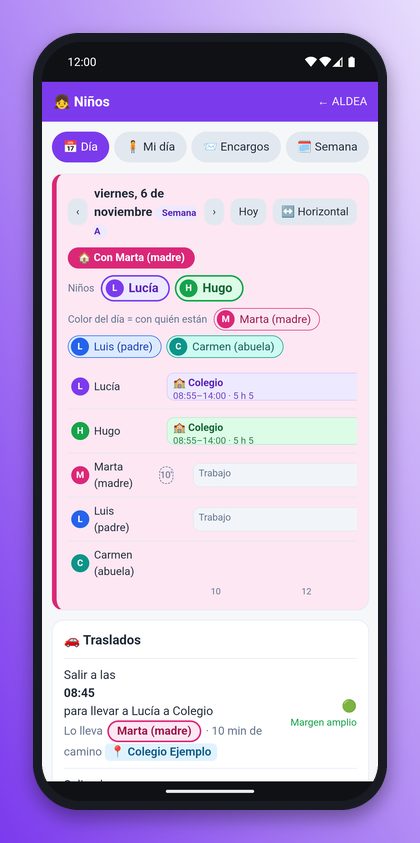 12:00
👧 Niños
← ALDEA
📅 Día
🧍 Mi día
📨 Encargos
🗓️ Semana
viernes, 6 de
noviembre Semana
A
‹
›
Hoy
↔️ Horizontal
🏠 Con Marta (madre)
Niños
L Lucía
H Hugo
Color del día = con quién están
M Marta (madre)
L Luis (padre)
C Carmen (abuela)
L Lucía
🏫 Colegio
08:55–14:00 · 5 h 5
H Hugo
🏫 Colegio
08:55–14:00 · 5 h 5
M Marta
(madre)
10'
Trabajo
L Luis
(padre)
Trabajo
C Carmen
(abuela)
10
12
🚗 Traslados
Salir a las
08:45
para llevar a Lucía a Colegio
Lo lleva Marta (madre) · 10 min de
camino 📍 Colegio Ejemplo
🟢
Margen amplio